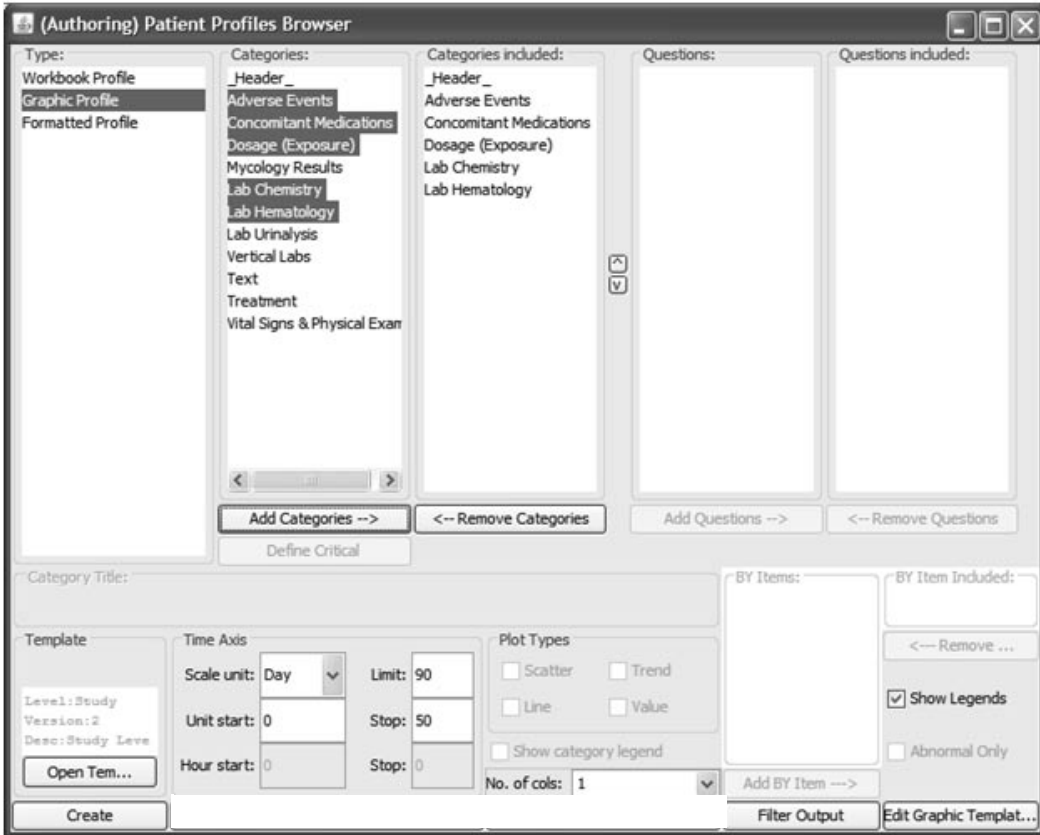 (Authoring) Patient Profiles Browser
Type:
Workbook Profile
Graphic Profile
Formatted Profile
Categories:
_Header_
Adverse Events
Concomitant Medications
Dosage (Exposure)
Mycology Results
Lab Chemistry
Lab Hematology
Lab Urinalysis
Vertical Labs
Text
Treatment
Vital Signs & Physical Exam
Add Categories -->
Define Critical
Categories included:
_Header_
Adverse Events
Concomitant Medications
Dosage (Exposure)
Lab Chemistry
Lab Hematology
<-- Remove Categories
^
v
Questions:
Add Questions -->
Questions included:
<-- Remove Questions
Category Title:
Template
Level:Study
Version:2
Desc:Study Leve
Open Tem...
Create
Time Axis
Scale unit: Day Limit: 90
Unit start: 0 Stop: 50
Hour start: 0 Stop: 0
Plot Types
Scatter Trend
Line Value
Show category legend
No. of cols: 1
BY Items:
Add BY Item --->
Filter Output
BY Item Included:
<--- Remove ...
Show Legends
Abnormal Only
Edit Graphic Templat...